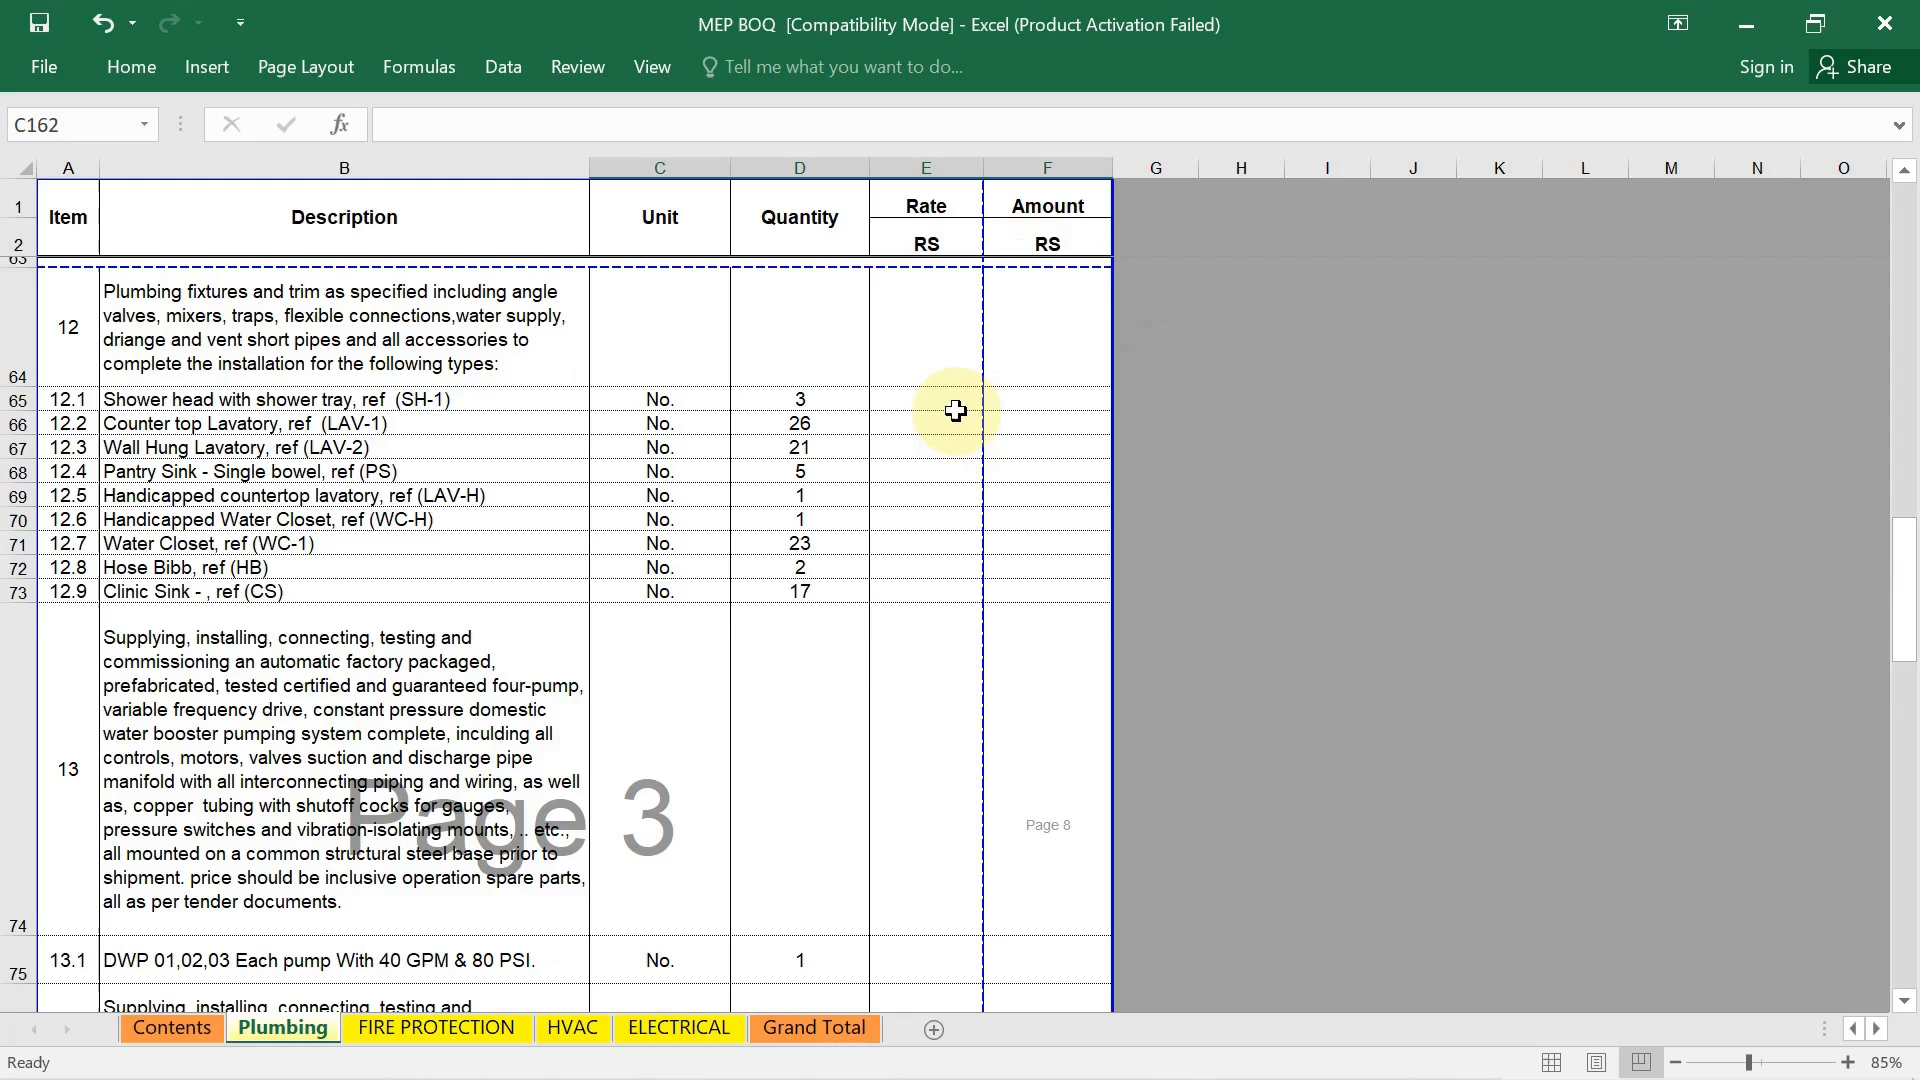 MEP BOQ [Compatibility Mode] - Excel (Product Activation Failed)
File Home Insert Page Layout Formulas Data Review View Tell me what you want to do... Sign in Share
C162 fx
A B C D E F G H I J K L M N O
1 Item Description Unit Quantity Rate Amount
2 RS RS
63
64 12 Plumbing fixtures and trim as specified including angle
valves, mixers, traps, flexible connections,water supply,
driange and vent short pipes and all accessories to
complete the installation for the following types:
65 12.1 Shower head with shower tray, ref (SH-1) No. 3
66 12.2 Counter top Lavatory, ref (LAV-1) No. 26
67 12.3 Wall Hung Lavatory, ref (LAV-2) No. 21
68 12.4 Pantry Sink - Single bowel, ref (PS) No. 5
69 12.5 Handicapped countertop lavatory, ref (LAV-H) No. 1
70 12.6 Handicapped Water Closet, ref (WC-H) No. 1
71 12.7 Water Closet, ref (WC-1) No. 23
72 12.8 Hose Bibb, ref (HB) No. 2
73 12.9 Clinic Sink - , ref (CS) No. 17
74 13 Supplying, installing, connecting, testing and
commissioning an automatic factory packaged,
prefabricated, tested certified and guaranteed four-pump,
variable frequency drive, constant pressure domestic
water booster pumping system complete, inculding all
controls, motors, valves suction and discharge pipe
manifold with all interconnecting piping and wiring, as well
as, copper tubing with shutoff cocks for gauges,
pressure switches and vibration-isolating mounts, .. etc.,
all mounted on a common structural steel base prior to
shipment. price should be inclusive operation spare parts,
all as per tender documents.
Page 3
Page 8
75 13.1 DWP 01,02,03 Each pump With 40 GPM & 80 PSI. No. 1
Supplying, installing, connecting, testing and
Contents Plumbing FIRE PROTECTION HVAC ELECTRICAL Grand Total
Ready 85%